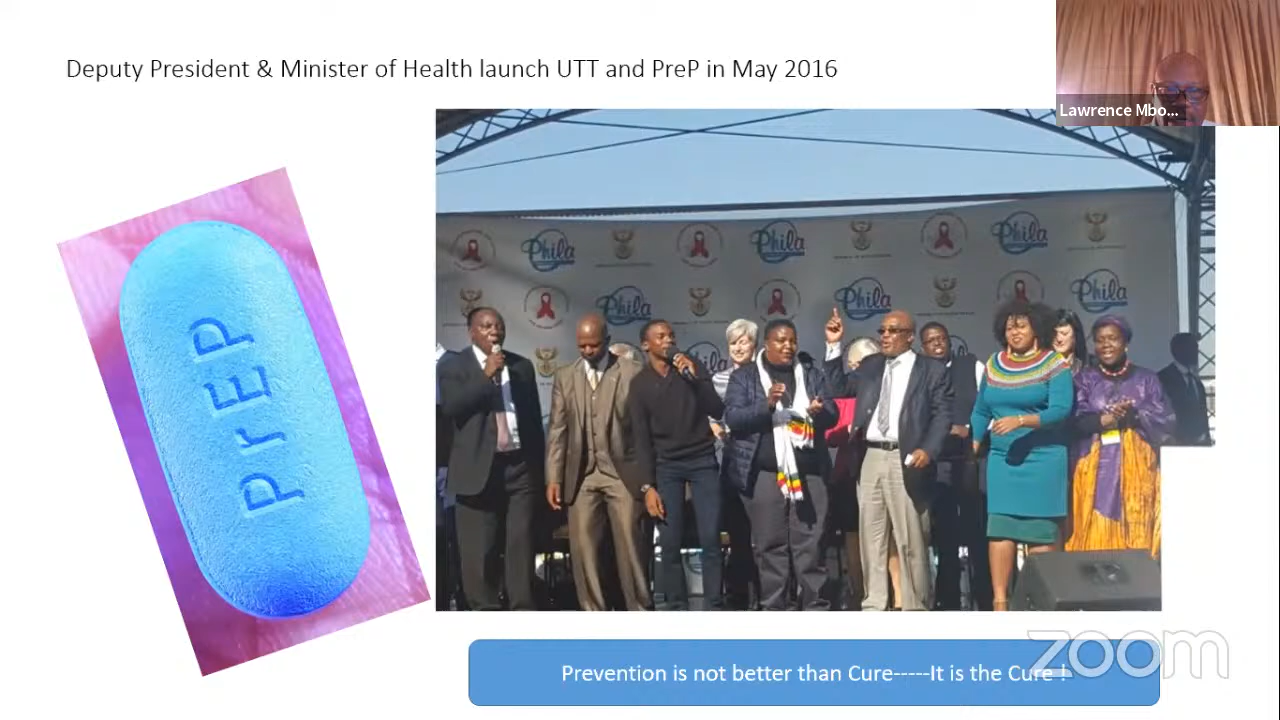 Deputy President & Minister of Health launch UTT and PreP in May 2016
Lawrence Mbo...
Phila Phila Phila
Phila Phila Phila
Phila
PrEP
Prevention is not better than Cure-----It is the Cure !
zoom